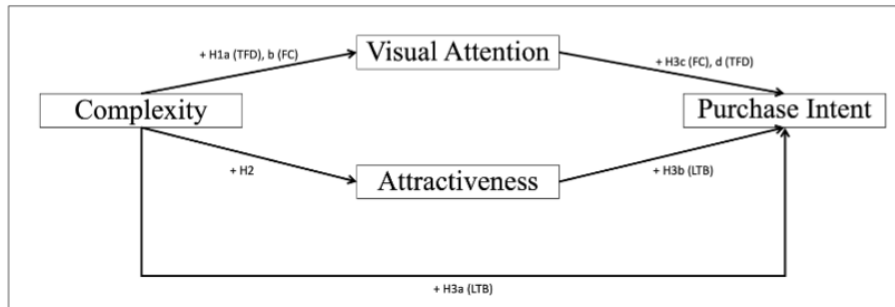 Visual Attention
+ H1a (TFD), b (FC)
+ H3c (FC), d (TFD)
Complexity
Purchase Intent
+ H2
Attractiveness
+ H3b (LTB)
+ H3a (LTB)